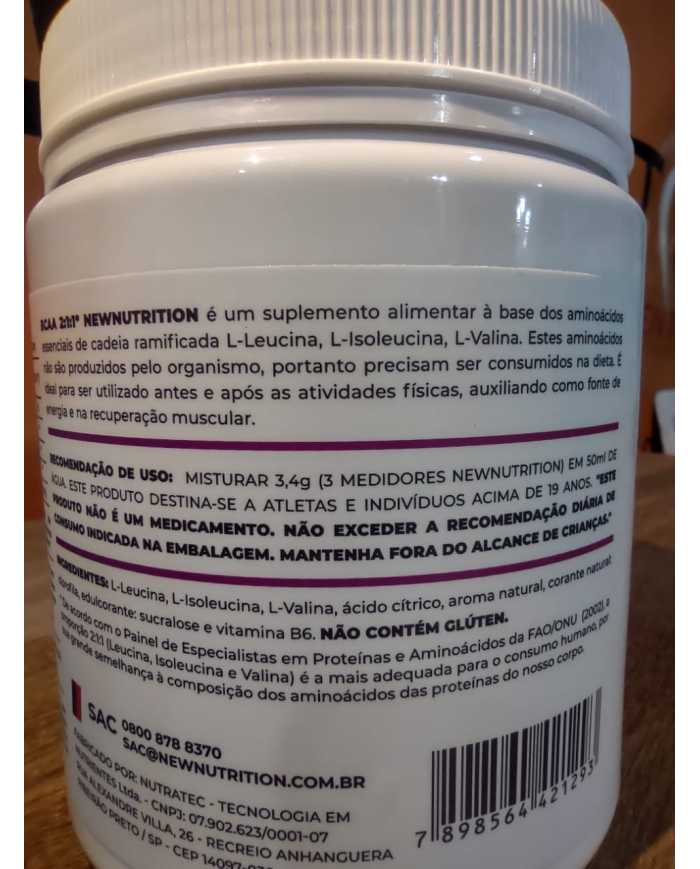 BCAA 2:1:1* NEWNUTRITION é um suplemento alimentar à base dos aminoácidos
essenciais de cadeia ramificada L-Leucina, L-Isoleucina, L-Valina. Estes aminoácidos
não são produzidos pelo organismo, portanto precisam ser consumidos na dieta. É
ideal para ser utilizado antes e após as atividades físicas, auxiliando como fonte de
energia e na recuperação muscular.
RECOMENDAÇÃO DE USO: MISTURAR 3,4g (3 MEDIDORES NEWNUTRITION) EM 50ml DE
ÁGUA. ESTE PRODUTO DESTINA-SE A ATLETAS E INDIVÍDUOS ACIMA DE 19 ANOS. "ESTE
PRODUTO NÃO É UM MEDICAMENTO. NÃO EXCEDER A RECOMENDAÇÃO DIÁRIA DE
CONSUMO INDICADA NA EMBALAGEM. MANTENHA FORA DO ALCANCE DE CRIANÇAS."
INGREDIENTES: L-Leucina, L-Isoleucina, L-Valina, ácido cítrico, aroma natural, corante natural:
clorofila, edulcorante: sucralose e vitamina B6. NÃO CONTÉM GLÚTEN.
* De acordo com o Painel de Especialistas em Proteínas e Aminoácidos da FAO/ONU (2002), a
proporção 2:1:1 (Leucina, Isoleucina e Valina) é a mais adequada para o consumo humano, por
sua grande semelhança à composição dos aminoácidos das proteínas do nosso corpo.
SAC 0800 878 8370
SAC@NEWNUTRITION.COM.BR
FABRICADO POR: NUTRATEC - TECNOLOGIA EM
NUTRIENTES Ltda. - CNPJ: 07.902.623/0001-07
RUA ALEXANDRE VILLA, 26 - RECREIO ANHANGUERA
RIBEIRÃO PRETO / SP - CEP 14097-03
7 898564 421293